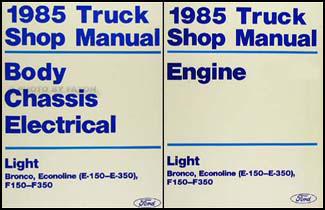 1985 Truck
Shop Manual
Body
Chassis
Electrical
Light
Bronco, Econoline (E-150–E-350),
F150–F350
Ford
1985 Truck
Shop Manual
Engine
Light
Bronco, Econoline (E-150–E-350),
F150–F350
Ford